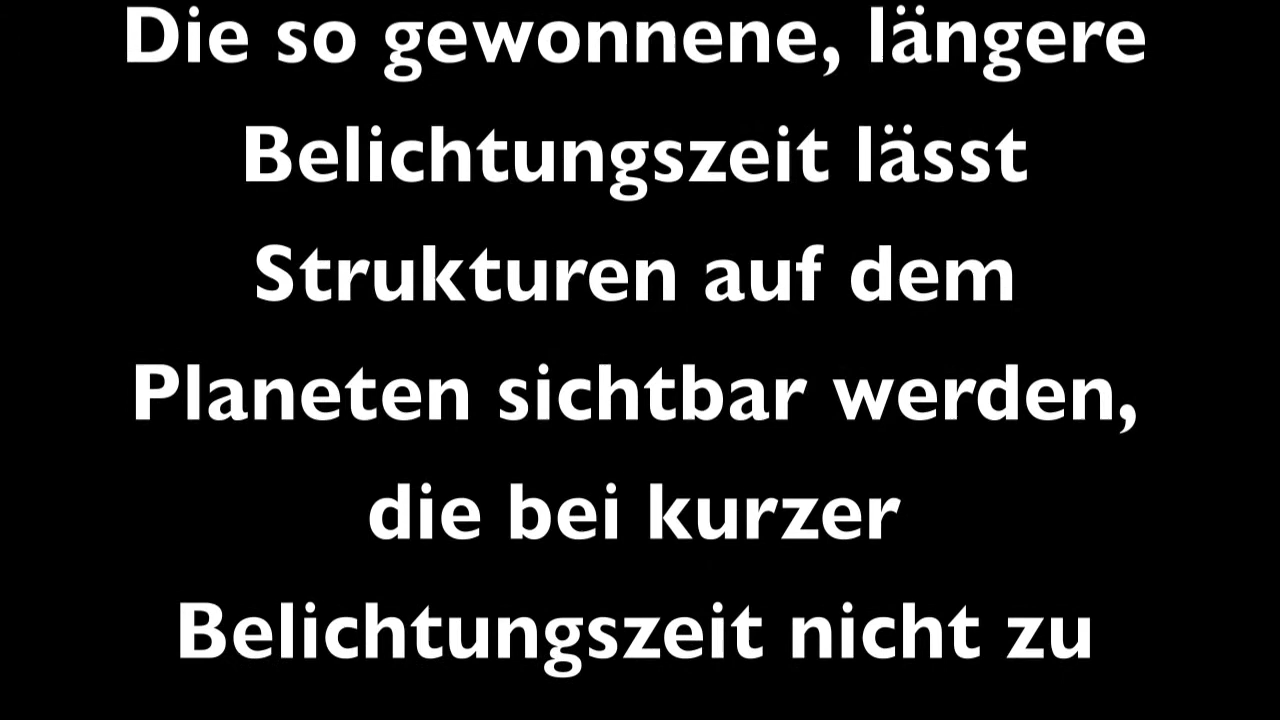 Die so gewonnene, längere
Belichtungszeit lässt
Strukturen auf dem
Planeten sichtbar werden,
die bei kurzer
Belichtungszeit nicht zu